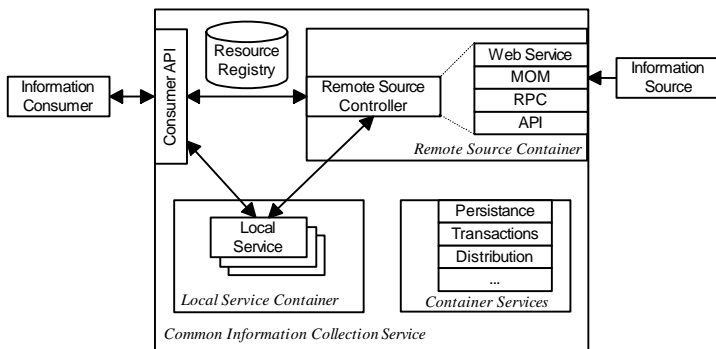 Resource
Registry
Consumer API
Information
Consumer
Remote Source
Controller
Web Service
MOM
RPC
API
Information
Source
Remote Source Container
Local
Service
Local Service Container
Persistance
Transactions
Distribution
...
Container Services
Common Information Collection Service